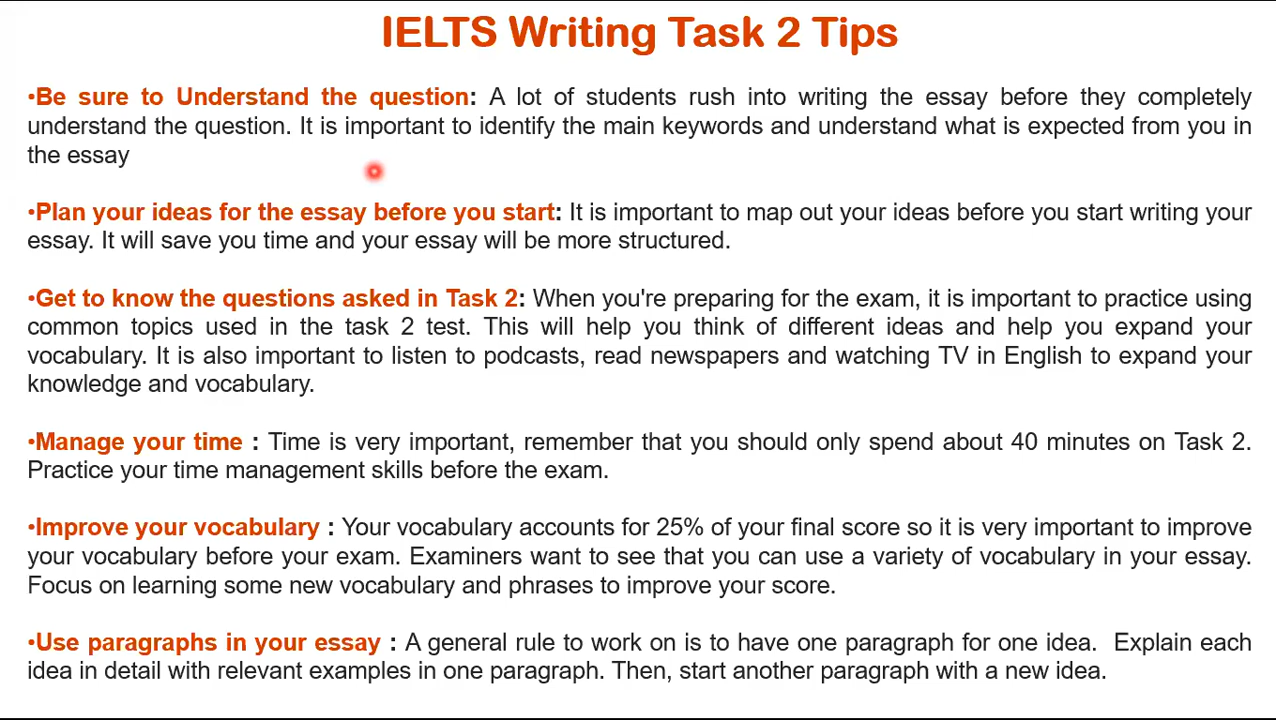 IELTS Writing Task 2 Tips
•Be sure to Understand the question: A lot of students rush into writing the essay before they completely
understand the question. It is important to identify the main keywords and understand what is expected from you in
the essay
•Plan your ideas for the essay before you start: It is important to map out your ideas before you start writing your
essay. It will save you time and your essay will be more structured.
•Get to know the questions asked in Task 2: When you're preparing for the exam, it is important to practice using
common topics used in the task 2 test. This will help you think of different ideas and help you expand your
vocabulary. It is also important to listen to podcasts, read newspapers and watching TV in English to expand your
knowledge and vocabulary.
•Manage your time : Time is very important, remember that you should only spend about 40 minutes on Task 2.
Practice your time management skills before the exam.
•Improve your vocabulary : Your vocabulary accounts for 25% of your final score so it is very important to improve
your vocabulary before your exam. Examiners want to see that you can use a variety of vocabulary in your essay.
Focus on learning some new vocabulary and phrases to improve your score.
•Use paragraphs in your essay : A general rule to work on is to have one paragraph for one idea.  Explain each
idea in detail with relevant examples in one paragraph. Then, start another paragraph with a new idea.